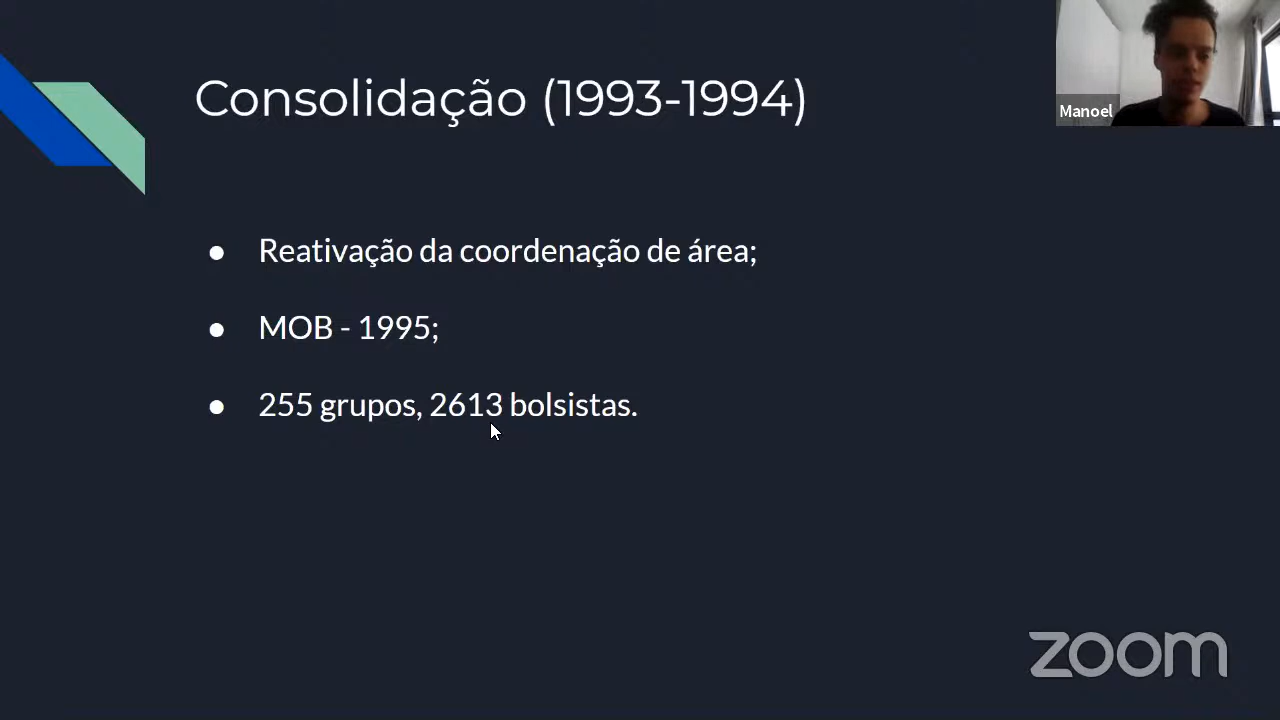 Consolidação (1993-1994)
Manoel
● Reativação da coordenação de área;
● MOB - 1995;
● 255 grupos, 2613 bolsistas.
zoom